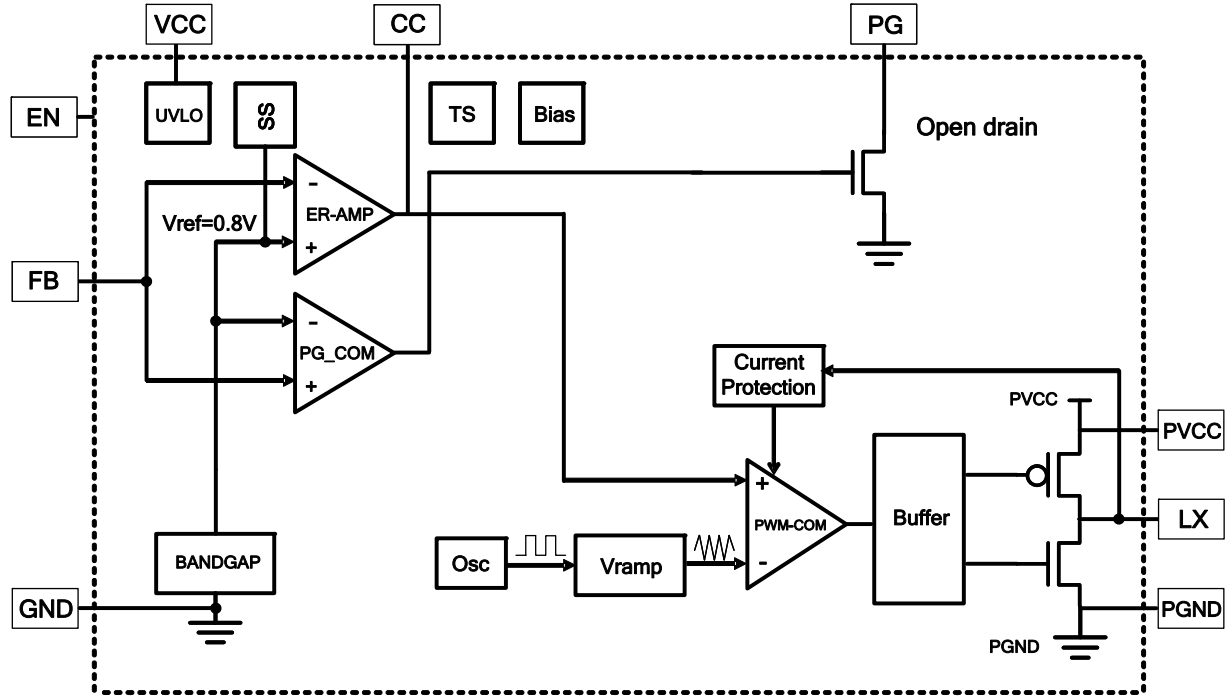 VCC
CC
PG
EN
UVLO
SS
TS
Bias
Open drain
-
ER-AMP
Vref=0.8V
+
FB
-
PG_COM
+
Current
Protection
PVCC
PVCC
+
PWM-COM
-
Buffer
LX
BANDGAP
Osc
Vramp
GND
PGND
PGND